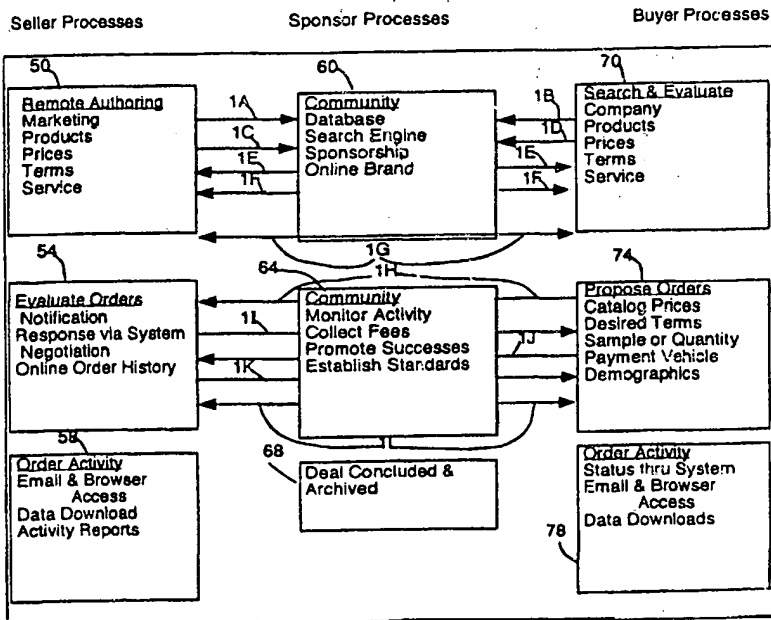 Seller Processes
Sponsor Processes
Buyer Processes
50
60
70
Remote Authoring
Marketing
Products
Prices
Terms
Service
1A
1C
1E
1F
Community
Database
Search Engine
Sponsorship
Online Brand
1B
1D
1E
1F
Search & Evaluate
Company
Products
Prices
Terms
Service
1G
1H
54
64
74
Evaluate Orders
Notification
Response via System
Negotiation
Online Order History
1I
1K
Community
Monitor Activity
Collect Fees
Promote Successes
Establish Standards
1J
Propose Orders
Catalog Prices
Desired Terms
Sample or Quantity
Payment Vehicle
Demographics
58
68
78
Order Activity
Email & Browser
Access
Data Download
Activity Reports
Deal Concluded &
Archived
Order Activity
Status thru System
Email & Browser
Access
Data Downloads